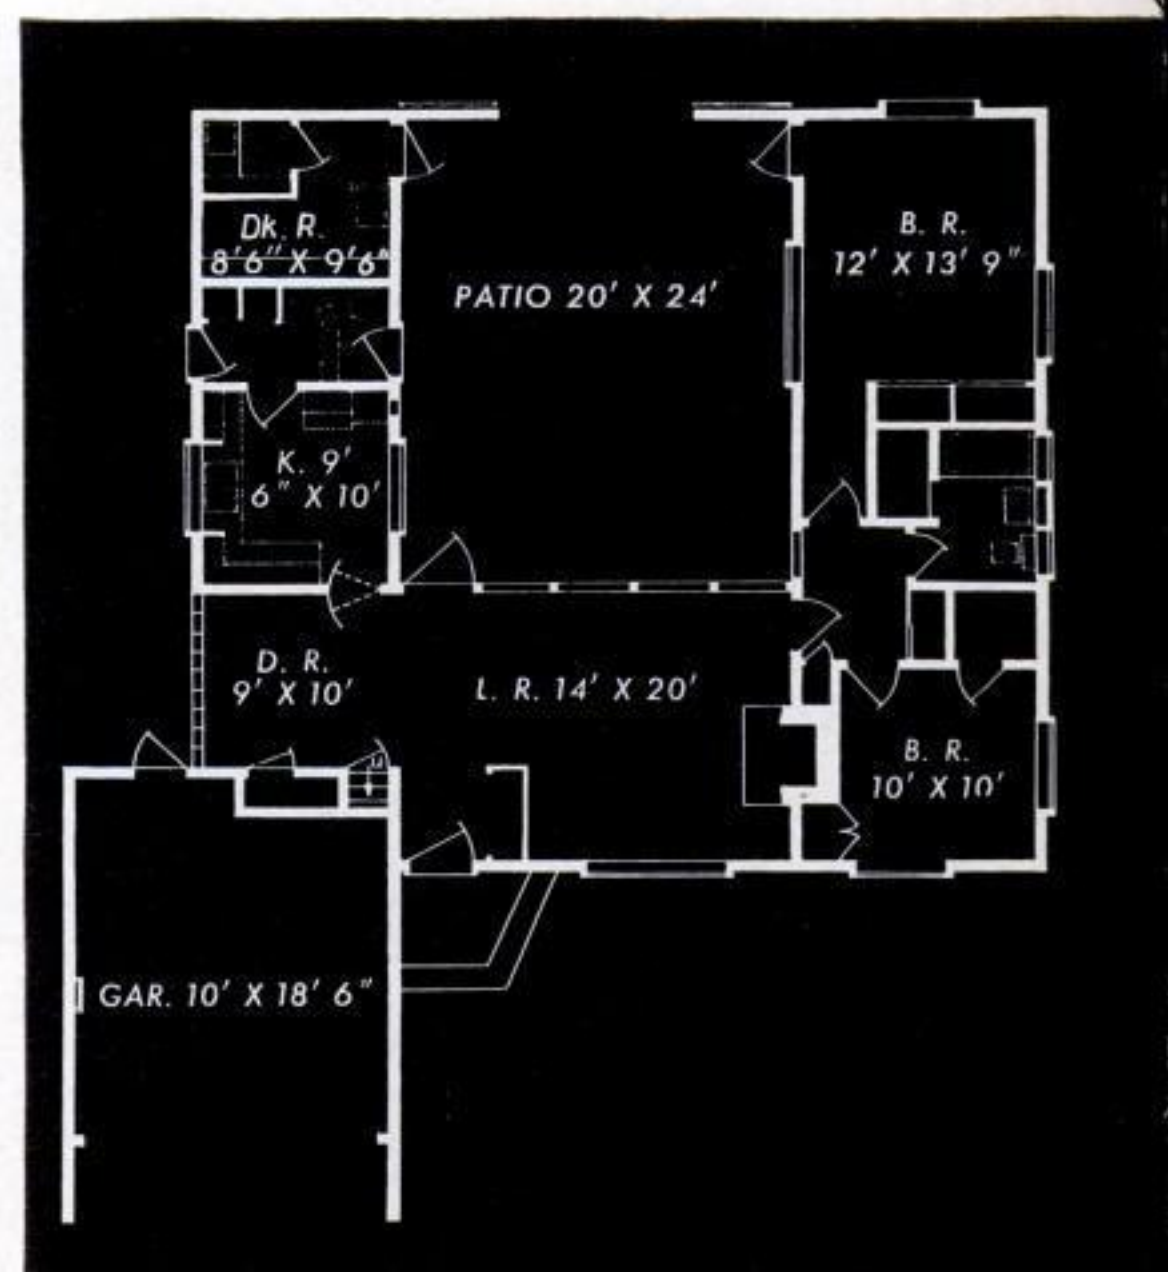 Dk. R.
8' 6" X 9' 6"
B. R.
12' X 13' 9"
PATIO 20' X 24'
K. 9'
6" X 10'
D. R.
9' X 10'
L. R. 14' X 20'
B. R.
10' X 10'
GAR. 10' X 18' 6"